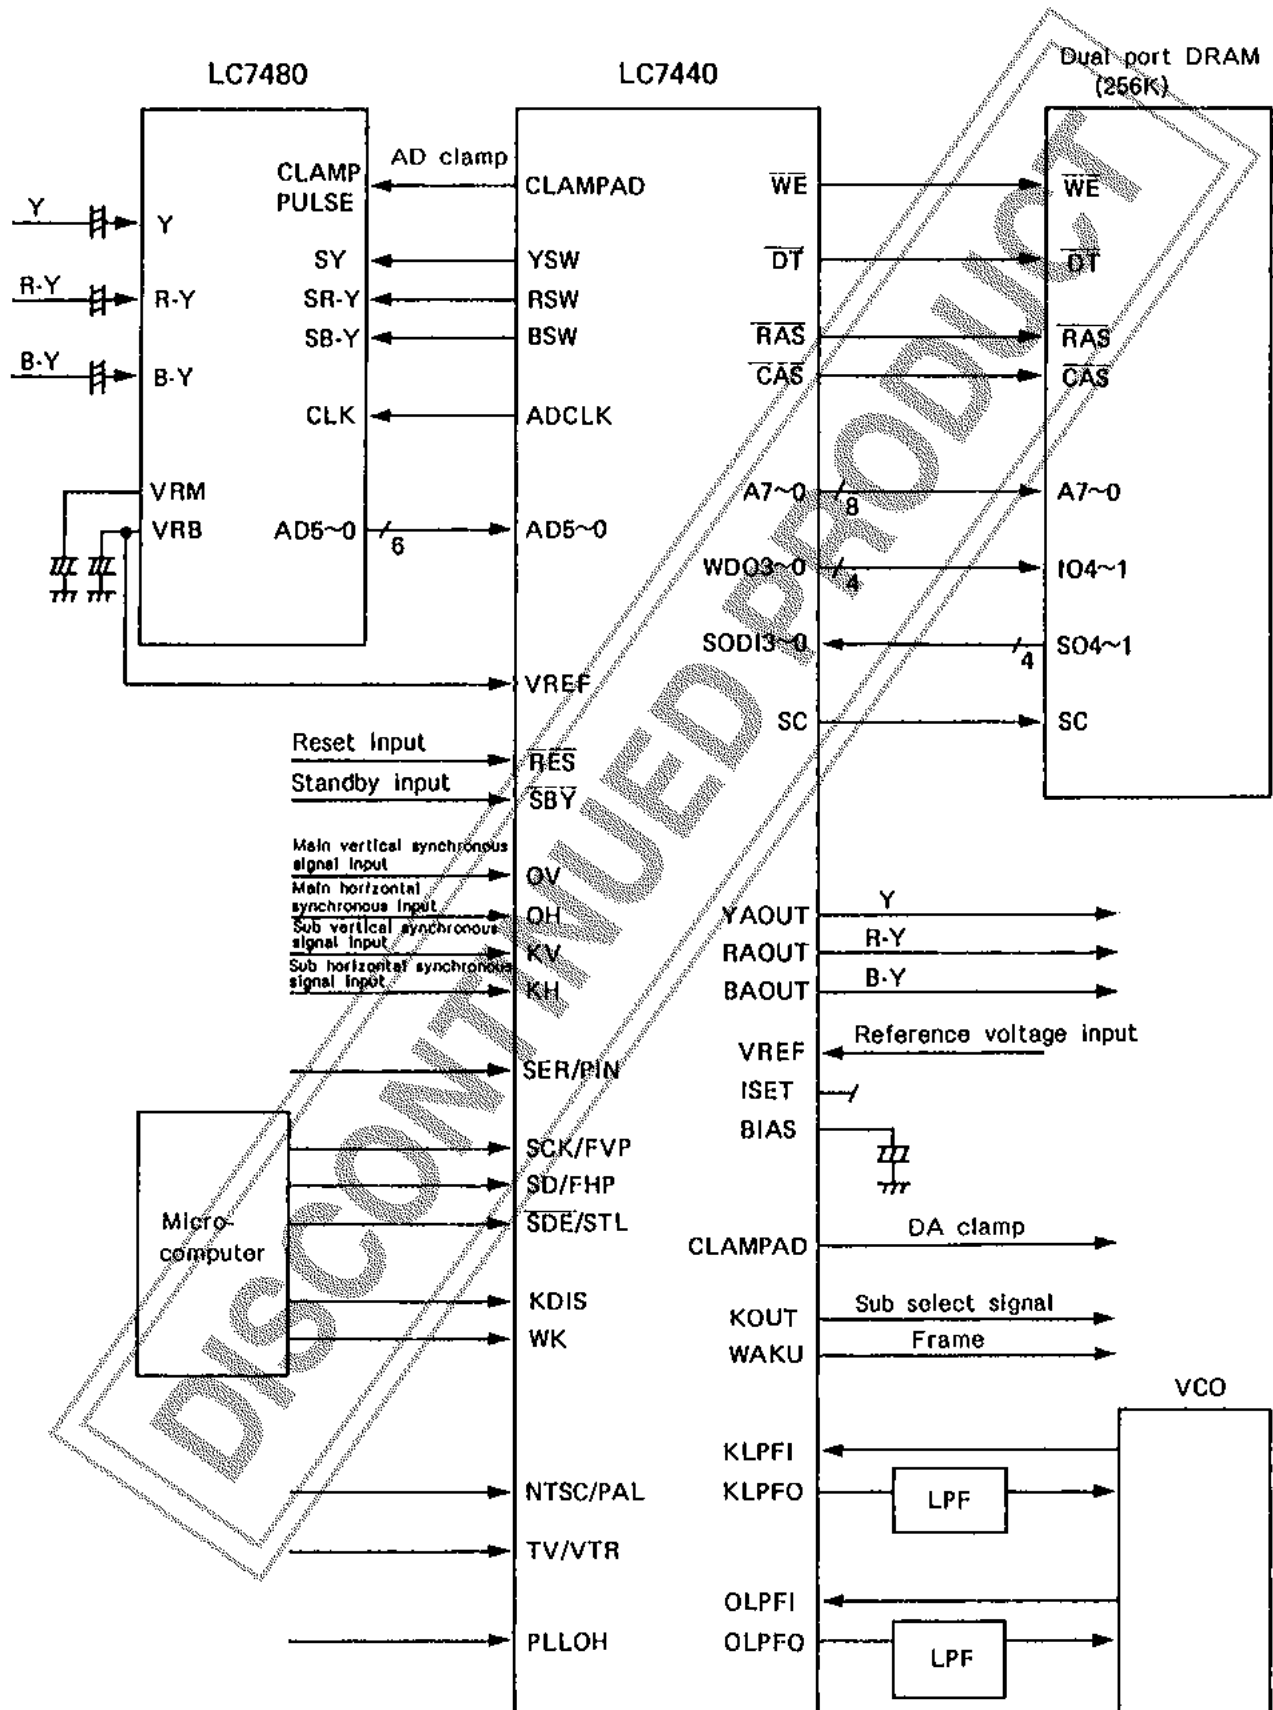 LC7480
LC7440
Dual port DRAM
(256K)
CLAMP
PULSE
AD clamp
CLAMPAD
WE
WE
Y
Y
SY
YSW
DT
DT
R-Y
R-Y
SR-Y
RSW
SB-Y
BSW
RAS
RAS
B-Y
B-Y
CAS
CAS
CLK
ADCLK
VRM
A7~0
8
A7~0
VRB
AD5~0
6
AD5~0
WDO3~0
4
IO4~1
SODI3~0
4
SO4~1
VREF
SC
SC
Reset input
RES
Standby input
SBY
Main vertical synchronous
signal input
OV
Main horizontal
synchronous input
OH
Sub vertical synchronous
signal input
KV
Sub horizontal synchronous
signal input
KH
YAOUT
Y
RAOUT
R-Y
BAOUT
B-Y
VREF
Reference voltage input
SER/PIN
ISET
BIAS
Micro-
computer
SCK/FVP
SD/FHP
SDE/STL
CLAMPAD
DA clamp
KDIS
KOUT
Sub select signal
WK
WAKU
Frame
VCO
KLPFI
NTSC/PAL
KLPFO
LPF
TV/VTR
OLPFI
PLLOH
OLPFO
LPF
DISCONTINUED PRODUCT